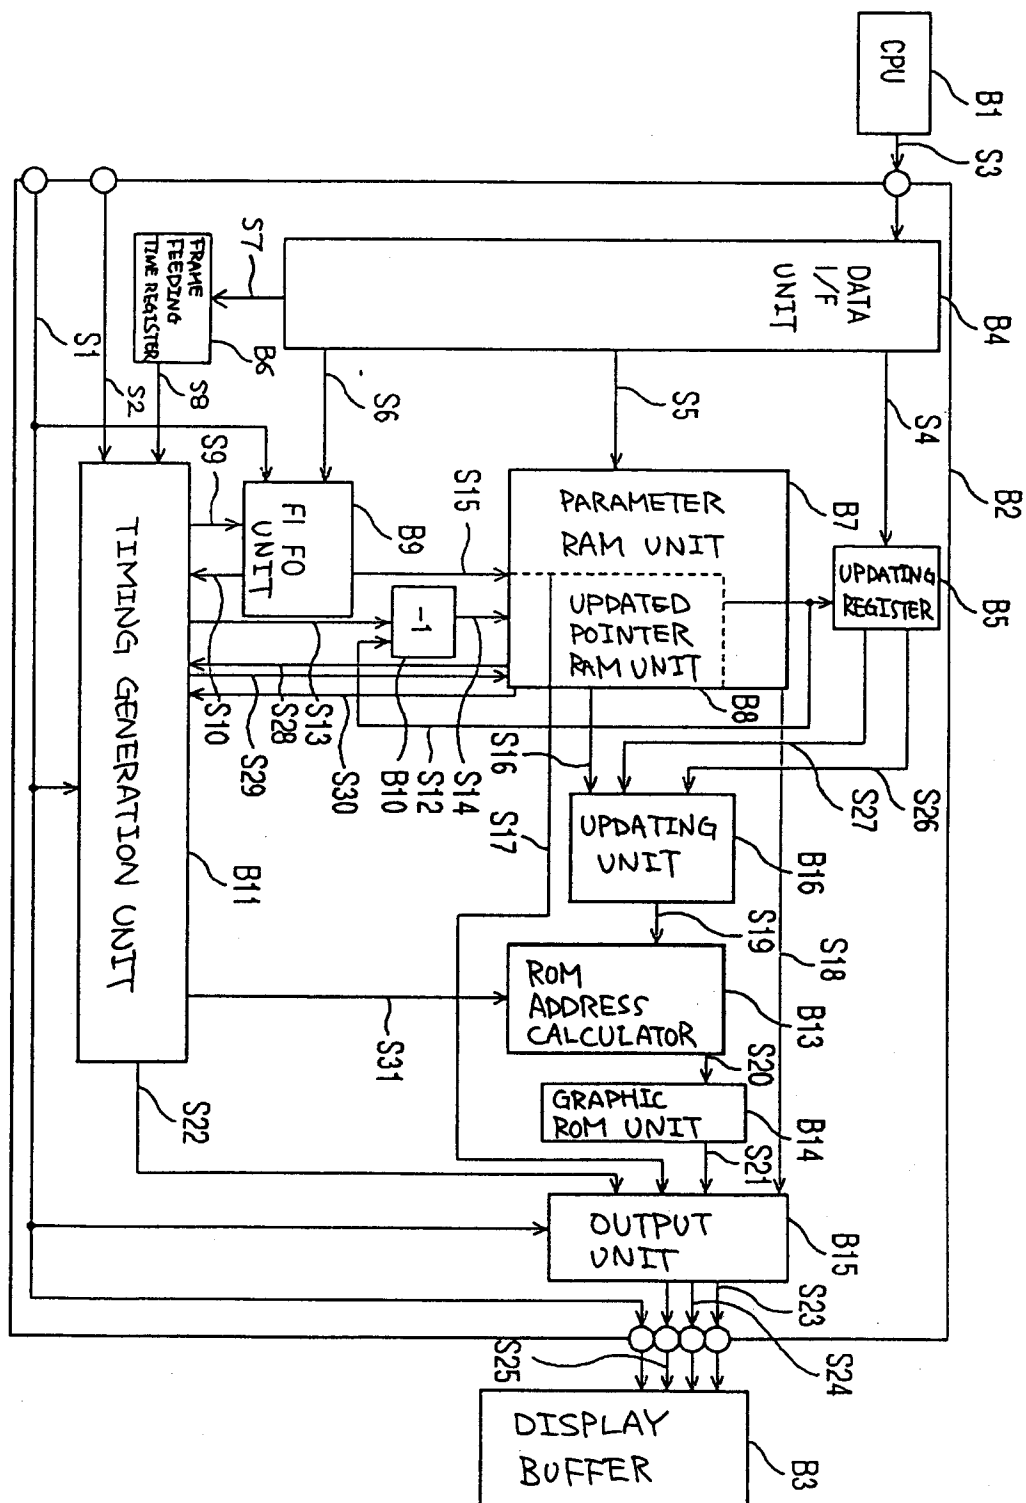 CPU
B1
S3
DATA
I/F
UNIT
B4
S4
B2
S5
S6
S7
FRAME
FEEDING
TIME REGISTER
B6
S8
S1
S2
S9
FIFO
UNIT
B9
S15
PARAMETER
RAM UNIT
B7
UPDATED
POINTER
RAM UNIT
B8
UPDATING
REGISTER
B5
-1
S10
S28
S13
S29
S30
B10
S12
S14
S16
S17
S27
S26
TIMING GENERATION UNIT
B11
UPDATING
UNIT
B16
S19
S18
ROM
ADDRESS
CALCULATOR
B13
S31
S20
GRAPHIC
ROM UNIT
B14
S21
S22
OUTPUT
UNIT
B15
S23
S24
S25
DISPLAY
BUFFER
B3